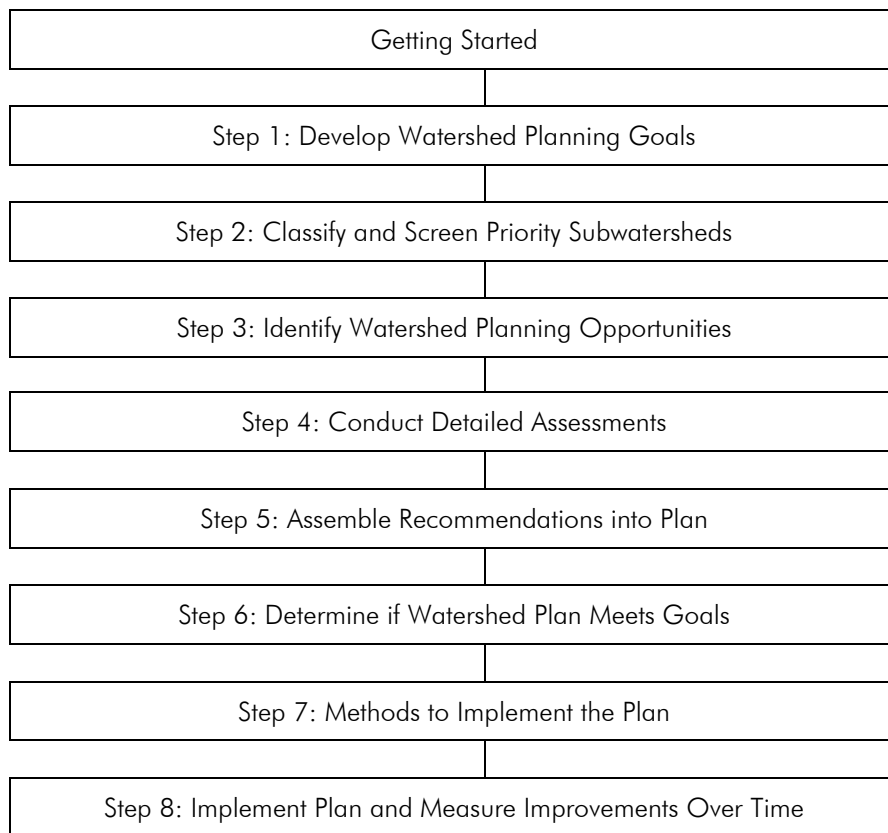 Getting Started
Step 1: Develop Watershed Planning Goals
Step 2: Classify and Screen Priority Subwatersheds
Step 3: Identify Watershed Planning Opportunities
Step 4: Conduct Detailed Assessments
Step 5: Assemble Recommendations into Plan
Step 6: Determine if Watershed Plan Meets Goals
Step 7: Methods to Implement the Plan
Step 8: Implement Plan and Measure Improvements Over Time